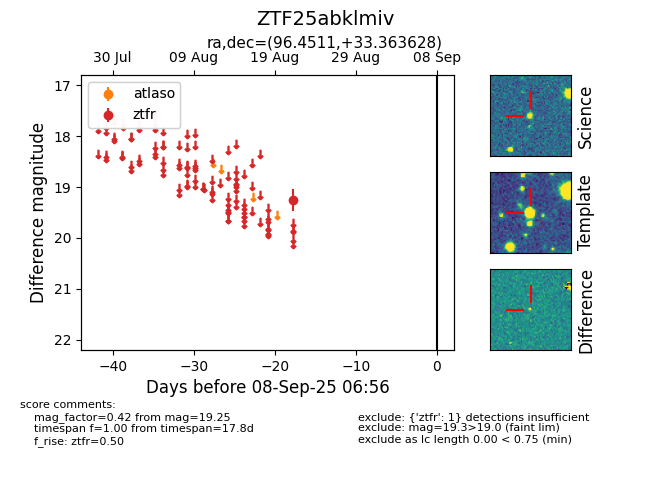 ZTF25abklmiv
ra,dec=(96.4511,+33.363628)
30 Jul 09 Aug 19 Aug 29 Aug 08 Sep
17
18
19
20
21
22
Difference magnitude
atlaso
ztfr
−40 −30 −20 −10 0
Days before 08-Sep-25 06:56
Science
Template
Difference
score comments:
mag_factor=0.42 from mag=19.25
timespan f=1.00 from timespan=17.8d
f_rise: ztfr=0.50
exclude: {'ztfr': 1} detections insufficient
exclude: mag=19.3>19.0 (faint lim)
exclude as lc length 0.00 < 0.75 (min)